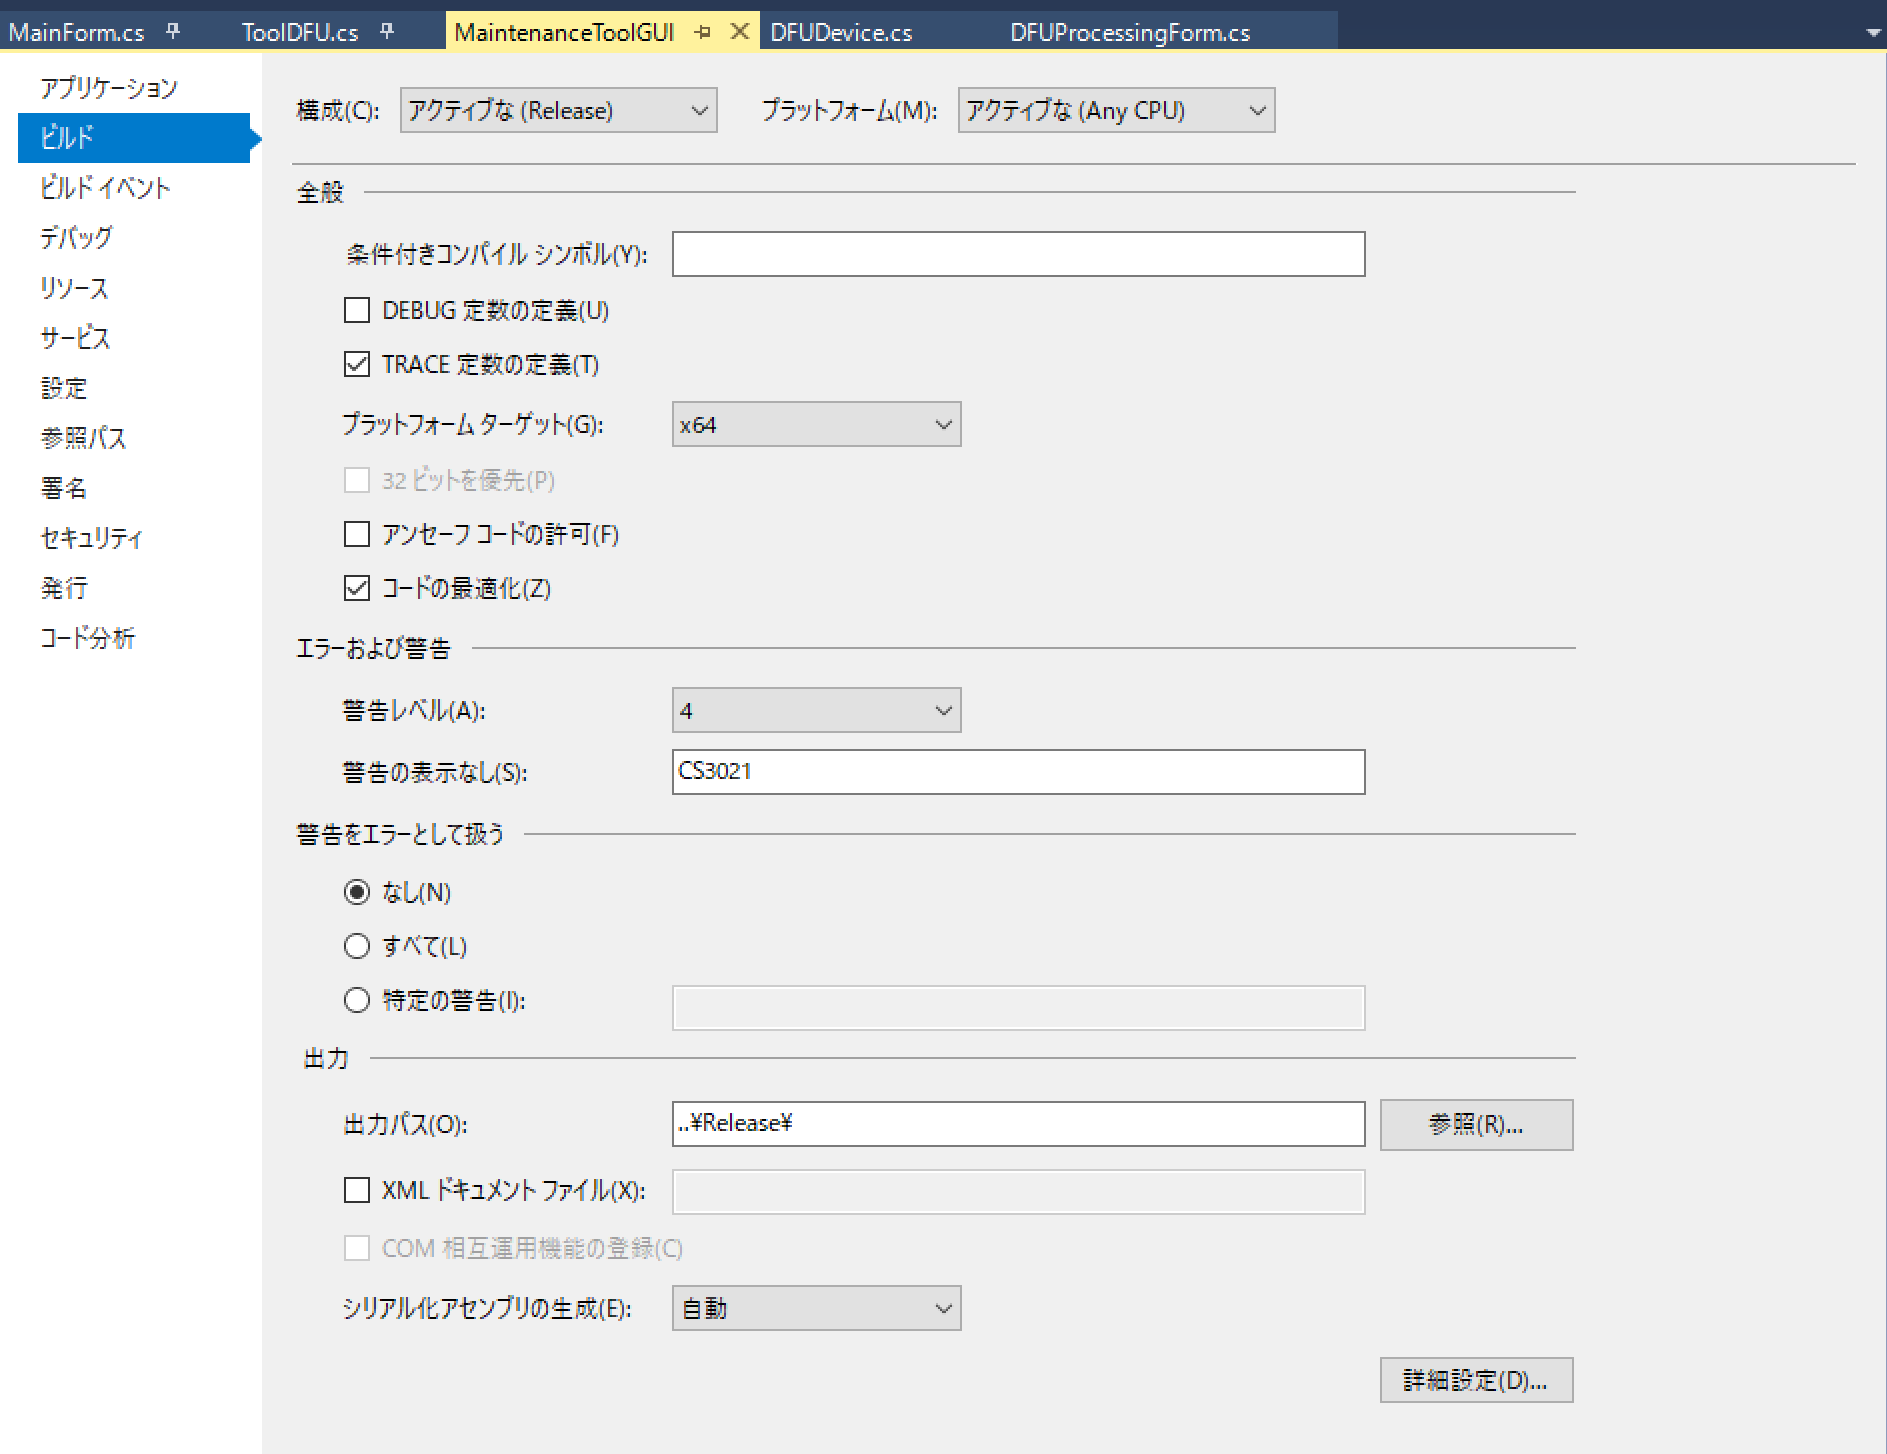 MainForm.cs ToolDFU.cs MaintenanceToolGUI DFUDevice.cs DFUProcessingForm.cs
アプリケーション
ビルド
ビルド イベント
デバッグ
リソース
サービス
設定
参照パス
署名
セキュリティ
発行
コード分析
構成(C): アクティブな (Release) プラットフォーム(M): アクティブな (Any CPU)
全般
条件付きコンパイル シンボル(Y):
DEBUG 定数の定義(U)
TRACE 定数の定義(T)
プラットフォーム ターゲット(G): x64
32 ビットを優先(P)
アンセーフ コードの許可(F)
コードの最適化(Z)
エラーおよび警告
警告レベル(A): 4
警告の表示なし(S): CS3021
警告をエラーとして扱う
なし(N)
すべて(L)
特定の警告(I):
出力
出力パス(O): ..¥Release¥ 参照(R)...
XML ドキュメント ファイル(X):
COM 相互運用機能の登録(C)
シリアル化アセンブリの生成(E): 自動
詳細設定(D)...